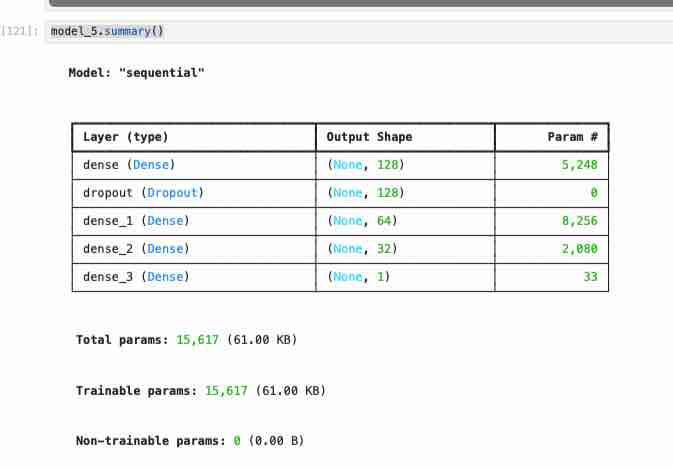 [121]: model_5.summary()
Model: "sequential"
Layer (type) Output Shape Param #
dense (Dense) (None, 128) 5,248
dropout (Dropout) (None, 128) 0
dense_1 (Dense) (None, 64) 8,256
dense_2 (Dense) (None, 32) 2,080
dense_3 (Dense) (None, 1) 33
Total params: 15,617 (61.00 KB)
Trainable params: 15,617 (61.00 KB)
Non-trainable params: 0 (0.00 B)